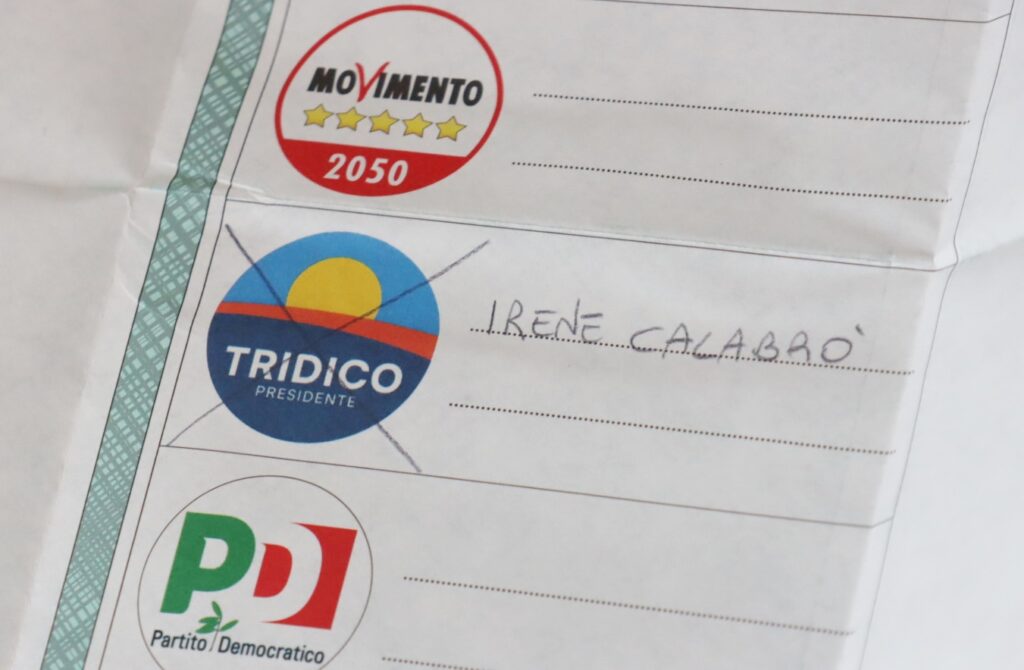 MOVIMENTO
2050
TRIDICO
PRESIDENTE
IRENE CALABRÒ
PD
Partito Democratico